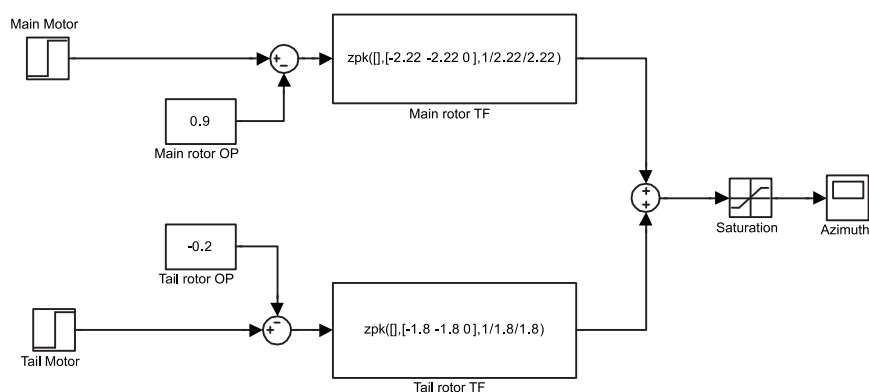 Main Motor
+
−
zpk([],[-2.22 -2.22 0],1/2.22/2.22)
Main rotor TF
0.9
Main rotor OP
+
+
Saturation
Azimuth
-0.2
Tail rotor OP
−
+
zpk([],[-1.8 -1.8 0],1/1.8/1.8)
Tail Motor
Tail rotor TF